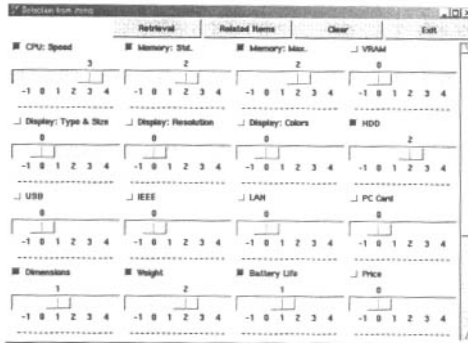 Selection from items
Retrieval Related Items Clear Exit
CPU: Speed Memory: Std. Memory: Max. VRAM
3 2 2 0
-1 0 1 2 3 4 -1 0 1 2 3 4 -1 0 1 2 3 4 -1 0 1 2 3 4
Display: Type & Size Display: Resolution Display: Colors HDD
0 0 0 2
-1 0 1 2 3 4 -1 0 1 2 3 4 -1 0 1 2 3 4 -1 0 1 2 3 4
USB IEEE LAN PC Card
0 0 0 0
-1 0 1 2 3 4 -1 0 1 2 3 4 -1 0 1 2 3 4 -1 0 1 2 3 4
Dimensions Weight Battery Life Price
1 2 1 0
-1 0 1 2 3 4 -1 0 1 2 3 4 -1 0 1 2 3 4 -1 0 1 2 3 4